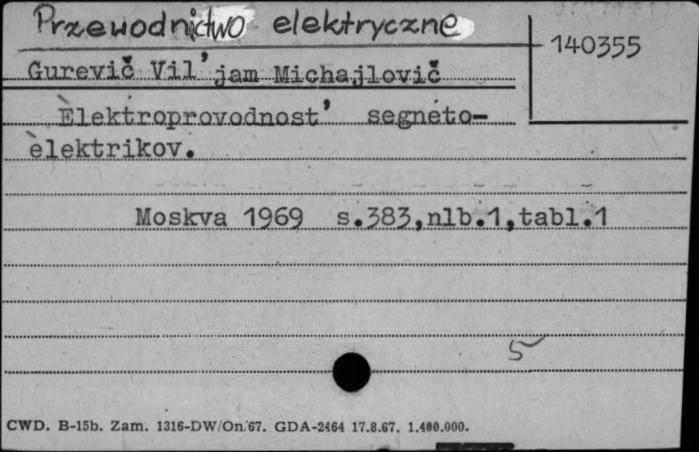 Przewodnictwo elektryczne
140355
Gurevič Vil'jam Michajlovič
Èlektroprovodnost' segneto-
èlektrikov.
Moskva 1969 s.383,nlb.1,tabl.1
5
CWD. B-15b. Zam. 1316-DW/On.'67. GDA-2464 17.8.67. 1.400.000.